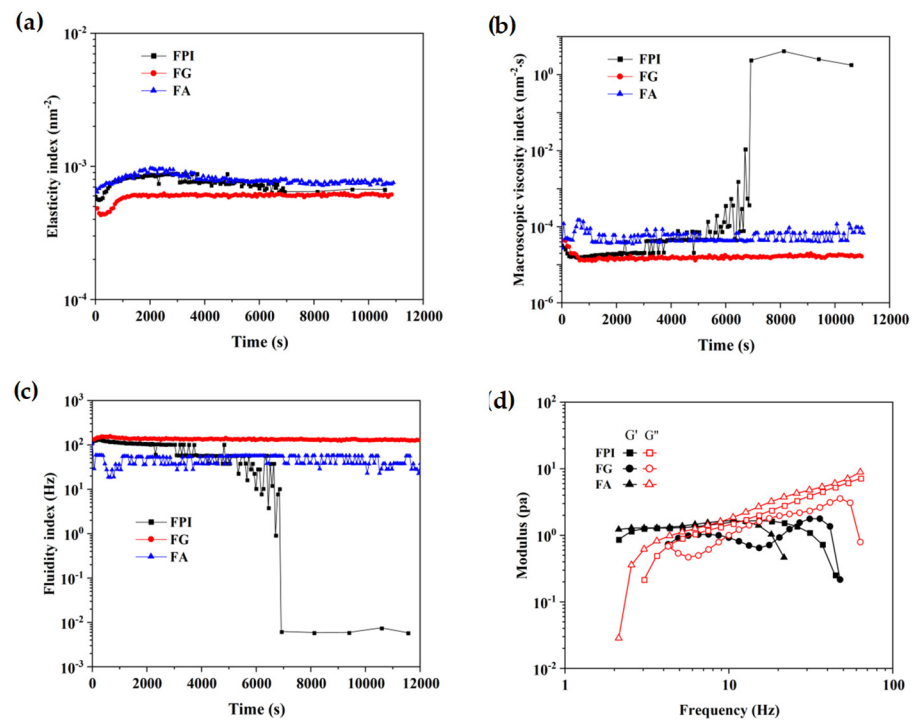 (a)
Elasticity index (nm-2)
10-2
10-3
10-4
FPI
FG
FA
0 2000 4000 6000 8000 10000 12000
Time (s)
(b)
Macroscopic viscosity index (nm-2·s)
100
10-2
10-4
10-6
FPI
FG
FA
0 2000 4000 6000 8000 10000 12000
Time (s)
(c)
Fluidity index (Hz)
103
102
101
100
10-1
10-2
10-3
FPI
FG
FA
0 2000 4000 6000 8000 10000 12000
Time (s)
(d)
Modulus (pa)
102
101
100
10-1
10-2
G' G"
FPI
FG
FA
1 10 100
Frequency (Hz)